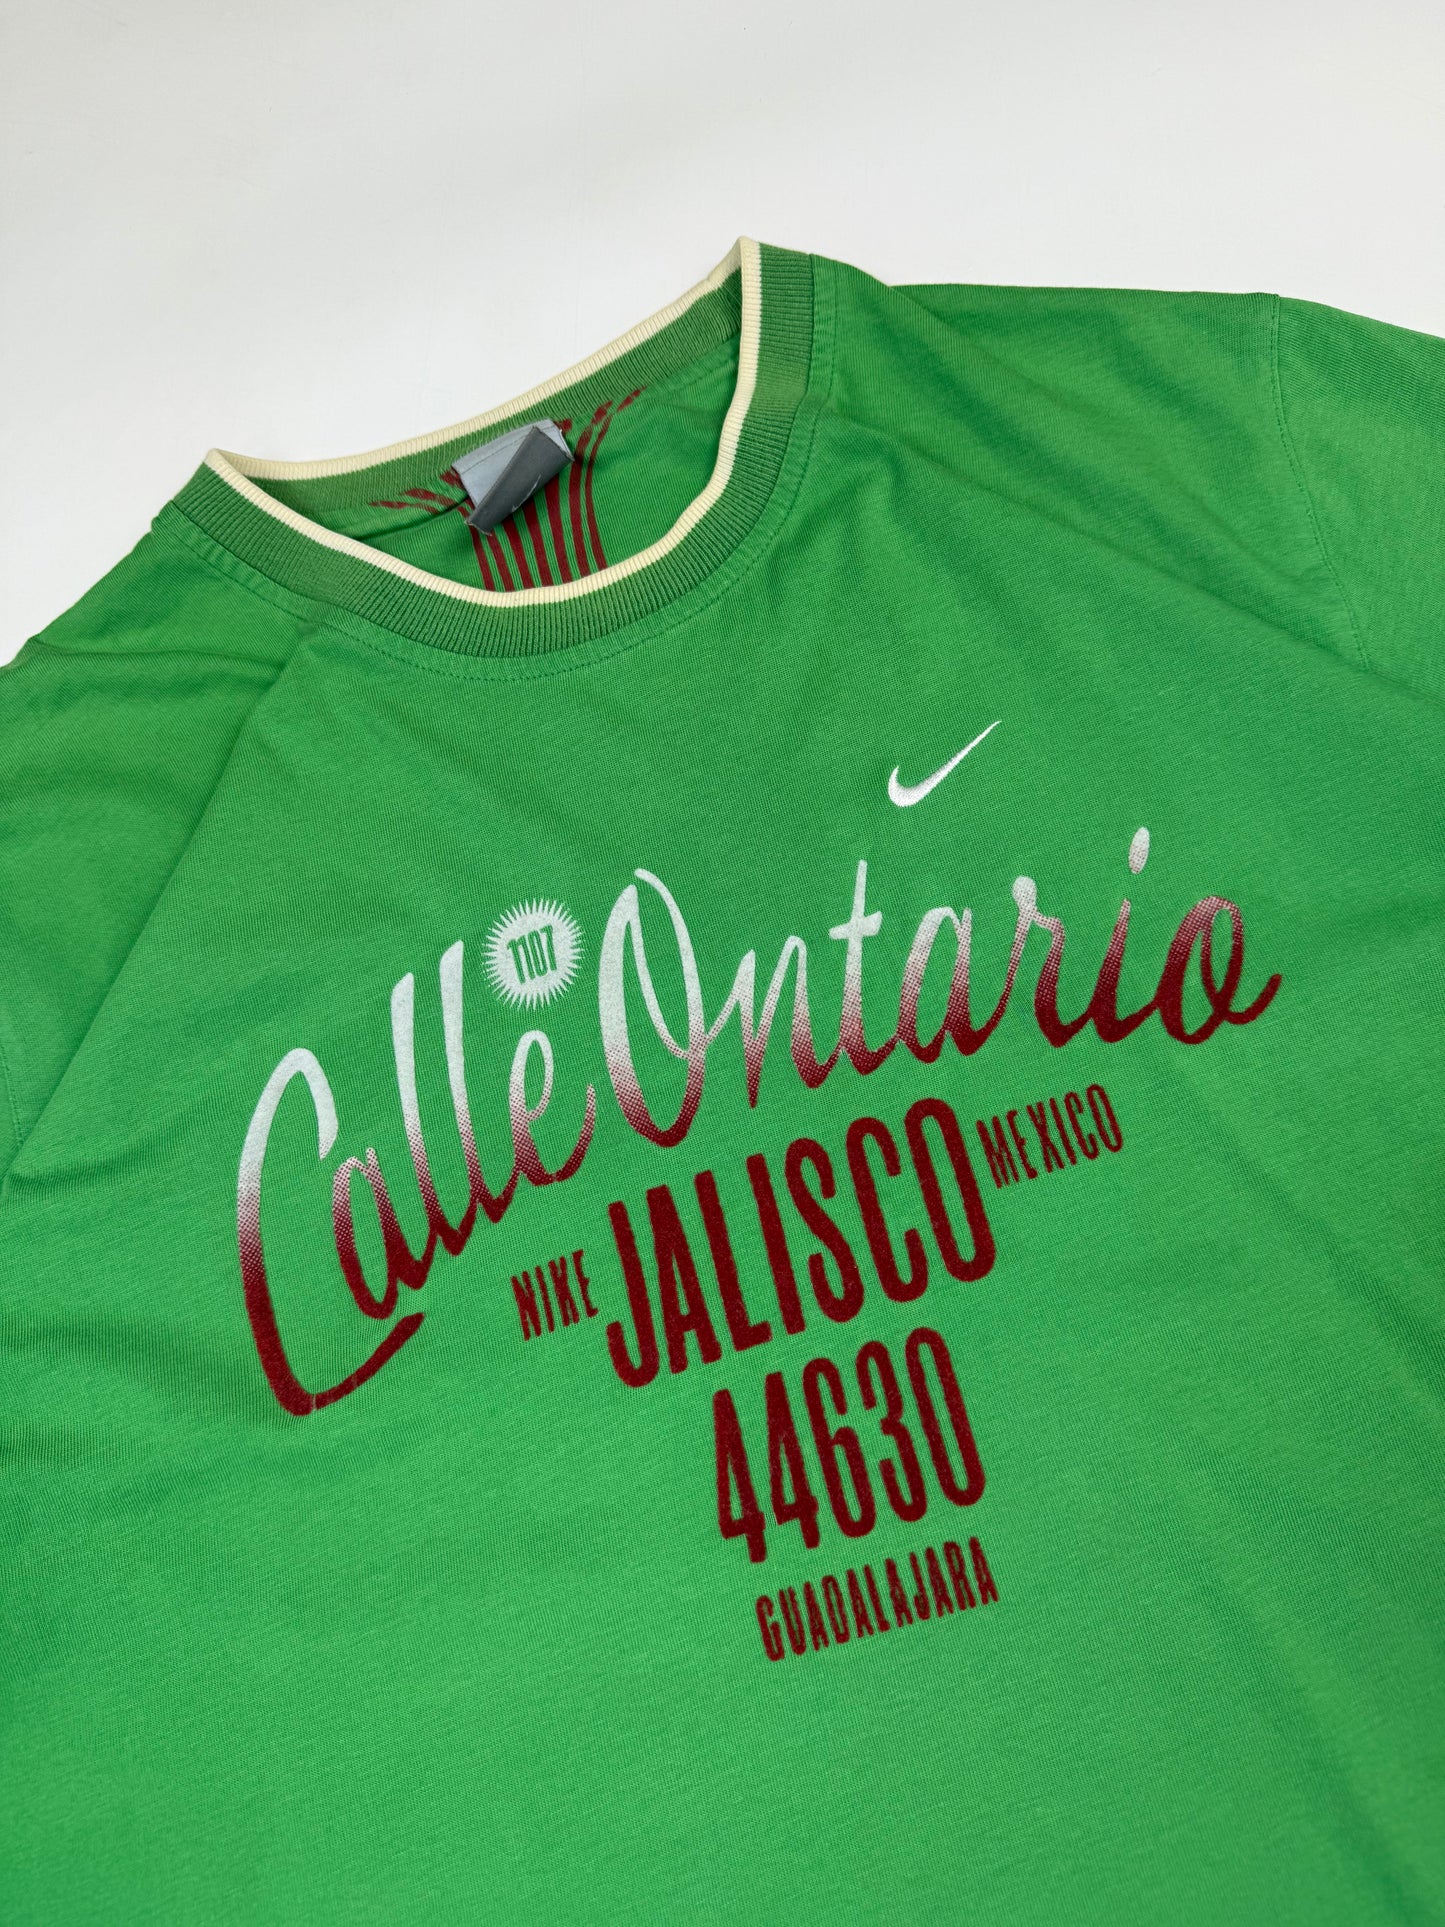 1107
Calle Ontario
NIKE JALISCO MEXICO
44630
GUADALAJARA